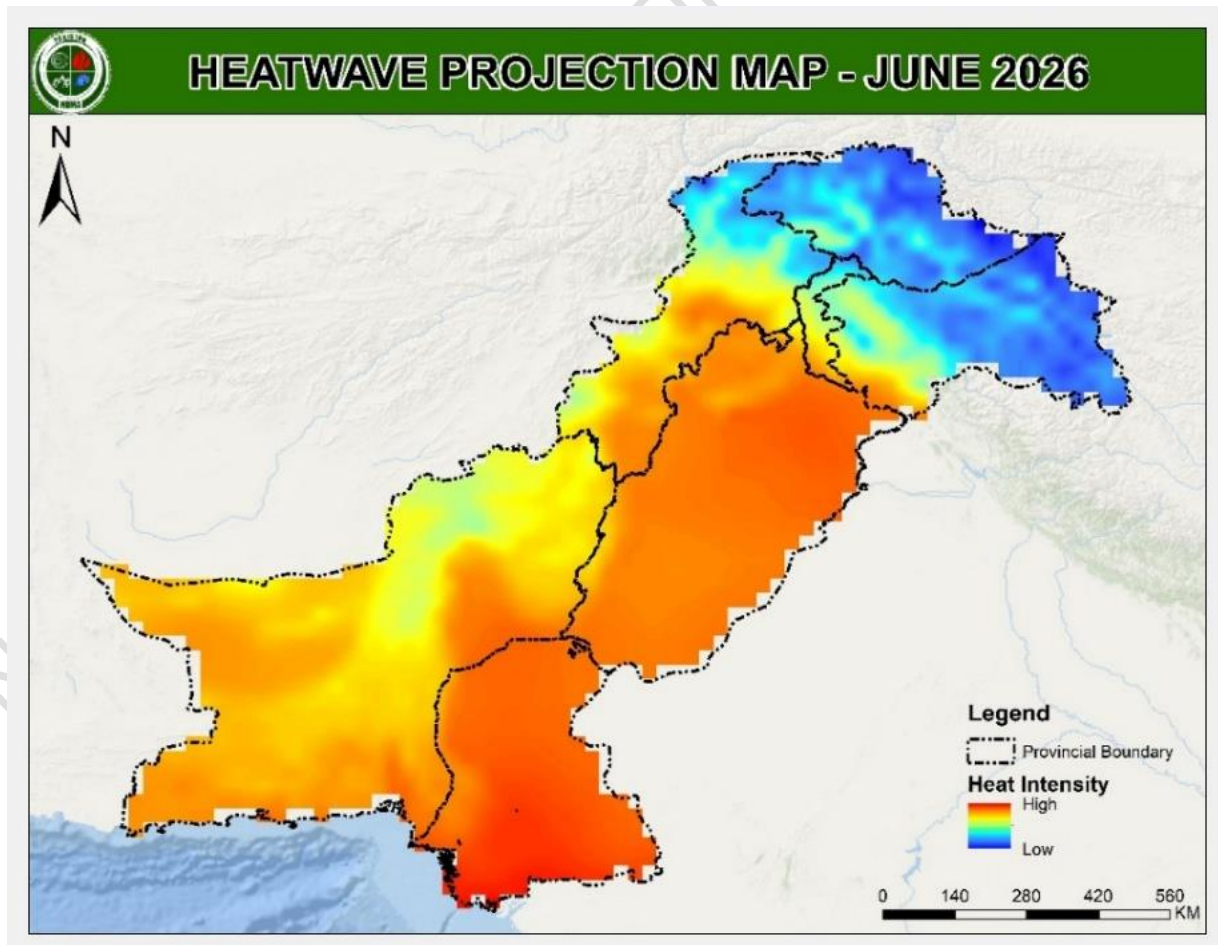 HEATWAVE PROJECTION MAP - JUNE 2026
N
Legend
Provincial Boundary
Heat Intensity
High
Low
0 140 280 420 560
KM